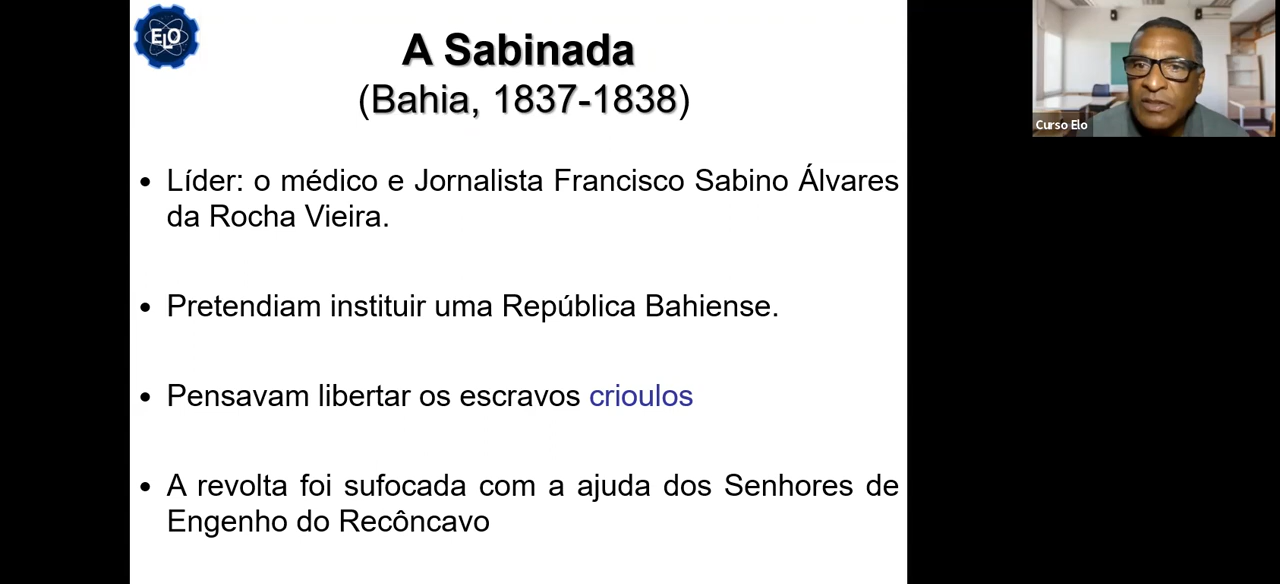 ELO
A Sabinada
(Bahia, 1837-1838)
• Líder: o médico e Jornalista Francisco Sabino Álvares
da Rocha Vieira.
• Pretendiam instituir uma República Bahiense.
• Pensavam libertar os escravos crioulos
• A revolta foi sufocada com a ajuda dos Senhores de
Engenho do Recôncavo
Curso Elo